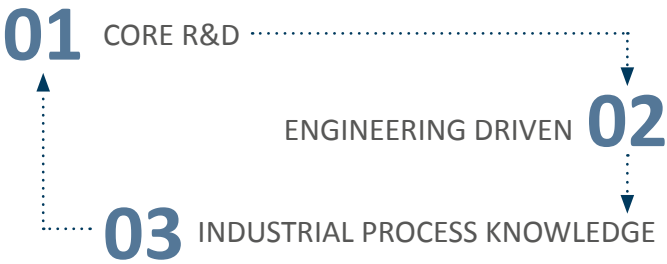 01 CORE R&D
ENGINEERING DRIVEN 02
03 INDUSTRIAL PROCESS KNOWLEDGE